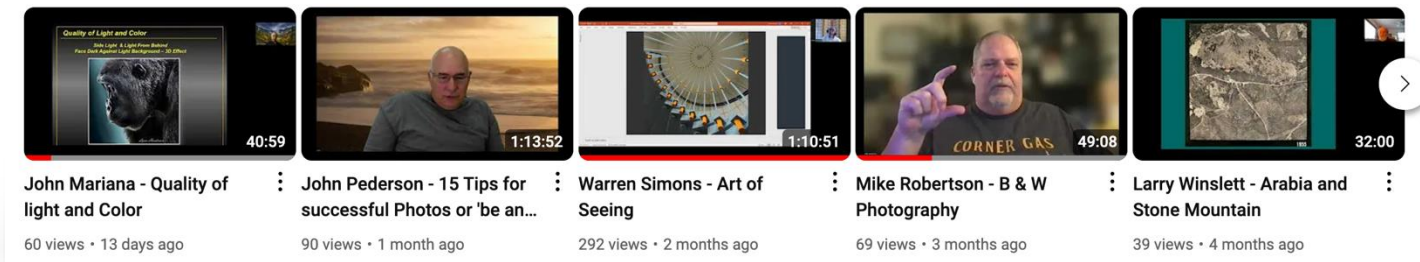 Quality of Light and Color
Side Light & Light From Behind
Face Dark Against Light Background – 3D Effect
40:59
1:13:52
1:10:51
CORNER GAS
49:08
1955
32:00
John Mariana - Quality of
light and Color
60 views • 13 days ago
John Pederson - 15 Tips for
successful Photos or 'be an...
90 views • 1 month ago
Warren Simons - Art of
Seeing
292 views • 2 months ago
Mike Robertson - B & W
Photography
69 views • 3 months ago
Larry Winslett - Arabia and
Stone Mountain
39 views • 4 months ago